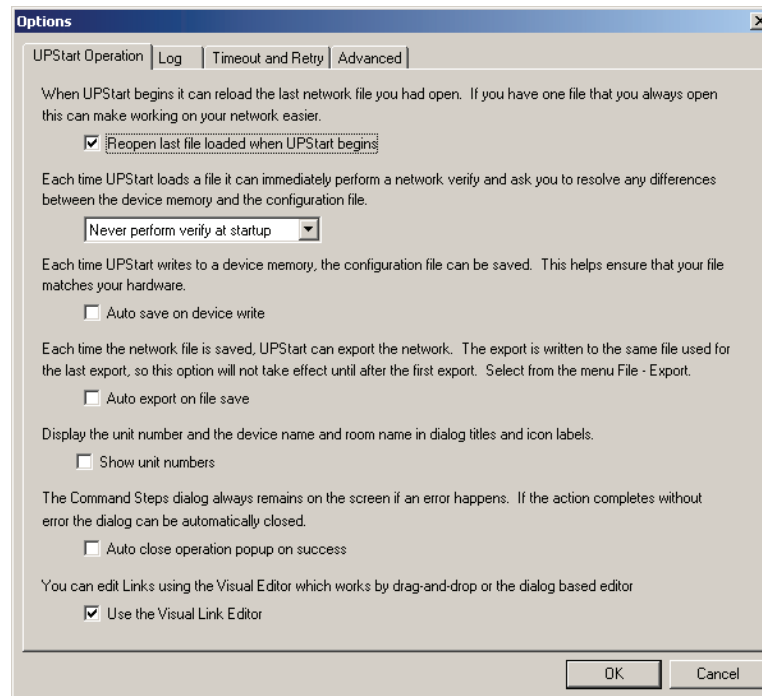 Options
UPStart Operation Log Timeout and Retry Advanced
When UPStart begins it can reload the last network file you had open. If you have one file that you always open
this can make working on your network easier.
Reopen last file loaded when UPStart begins
Each time UPStart loads a file it can immediately perform a network verify and ask you to resolve any differences
between the device memory and the configuration file.
Never perform verify at startup
Each time UPStart writes to a device memory, the configuration file can be saved. This helps ensure that your file
matches your hardware.
Auto save on device write
Each time the network file is saved, UPStart can export the network. The export is written to the same file used for
the last export, so this option will not take effect until after the first export. Select from the menu File - Export.
Auto export on file save
Display the unit number and the device name and room name in dialog titles and icon labels.
Show unit numbers
The Command Steps dialog always remains on the screen if an error happens. If the action completes without
error the dialog can be automatically closed.
Auto close operation popup on success
You can edit Links using the Visual Editor which works by drag-and-drop or the dialog based editor
Use the Visual Link Editor
OK Cancel